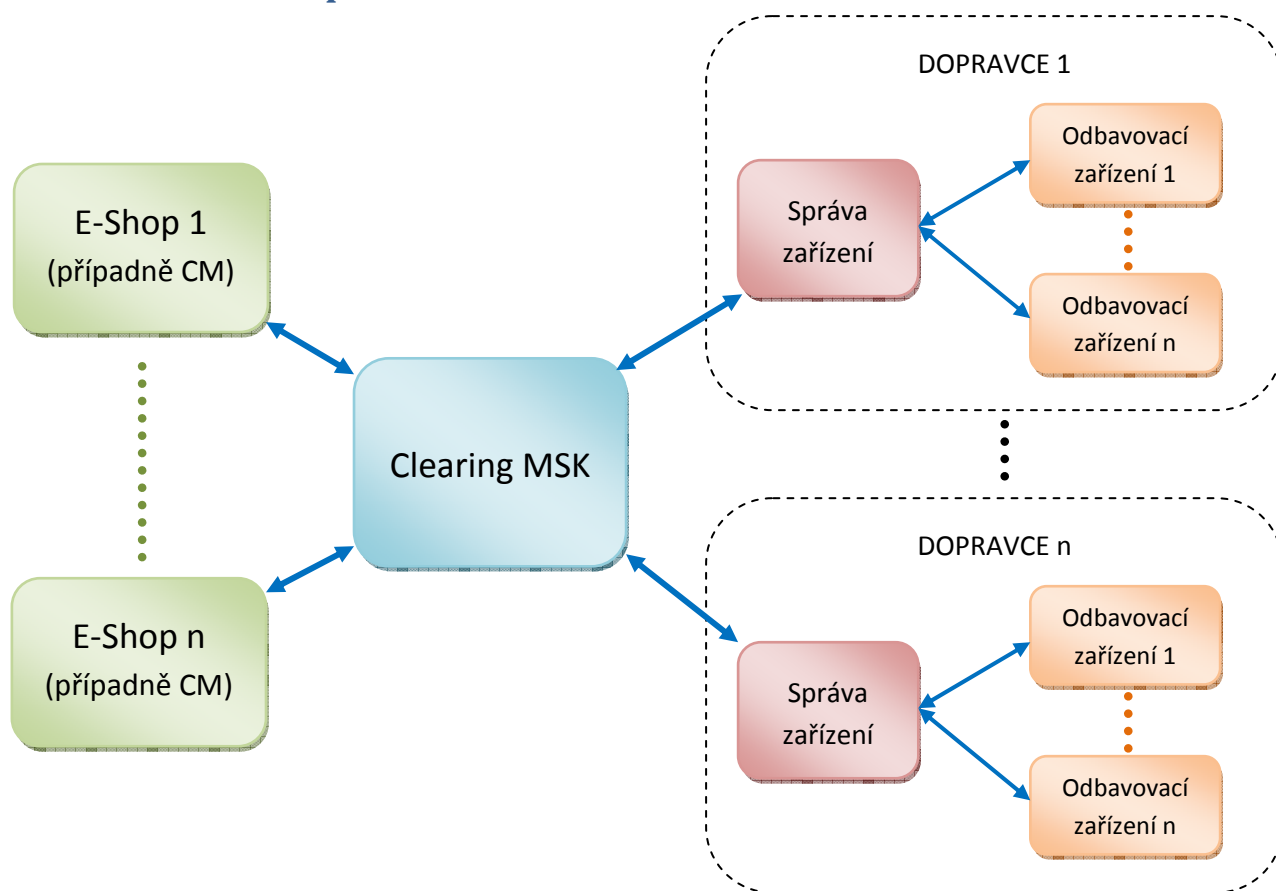 E-Shop 1
(případně CM)
E-Shop n
(případně CM)
Clearing MSK
DOPRAVCE 1
Správa
zařízení
Odbavovací
zařízení 1
Odbavovací
zařízení n
DOPRAVCE n
Správa
zařízení
Odbavovací
zařízení 1
Odbavovací
zařízení n